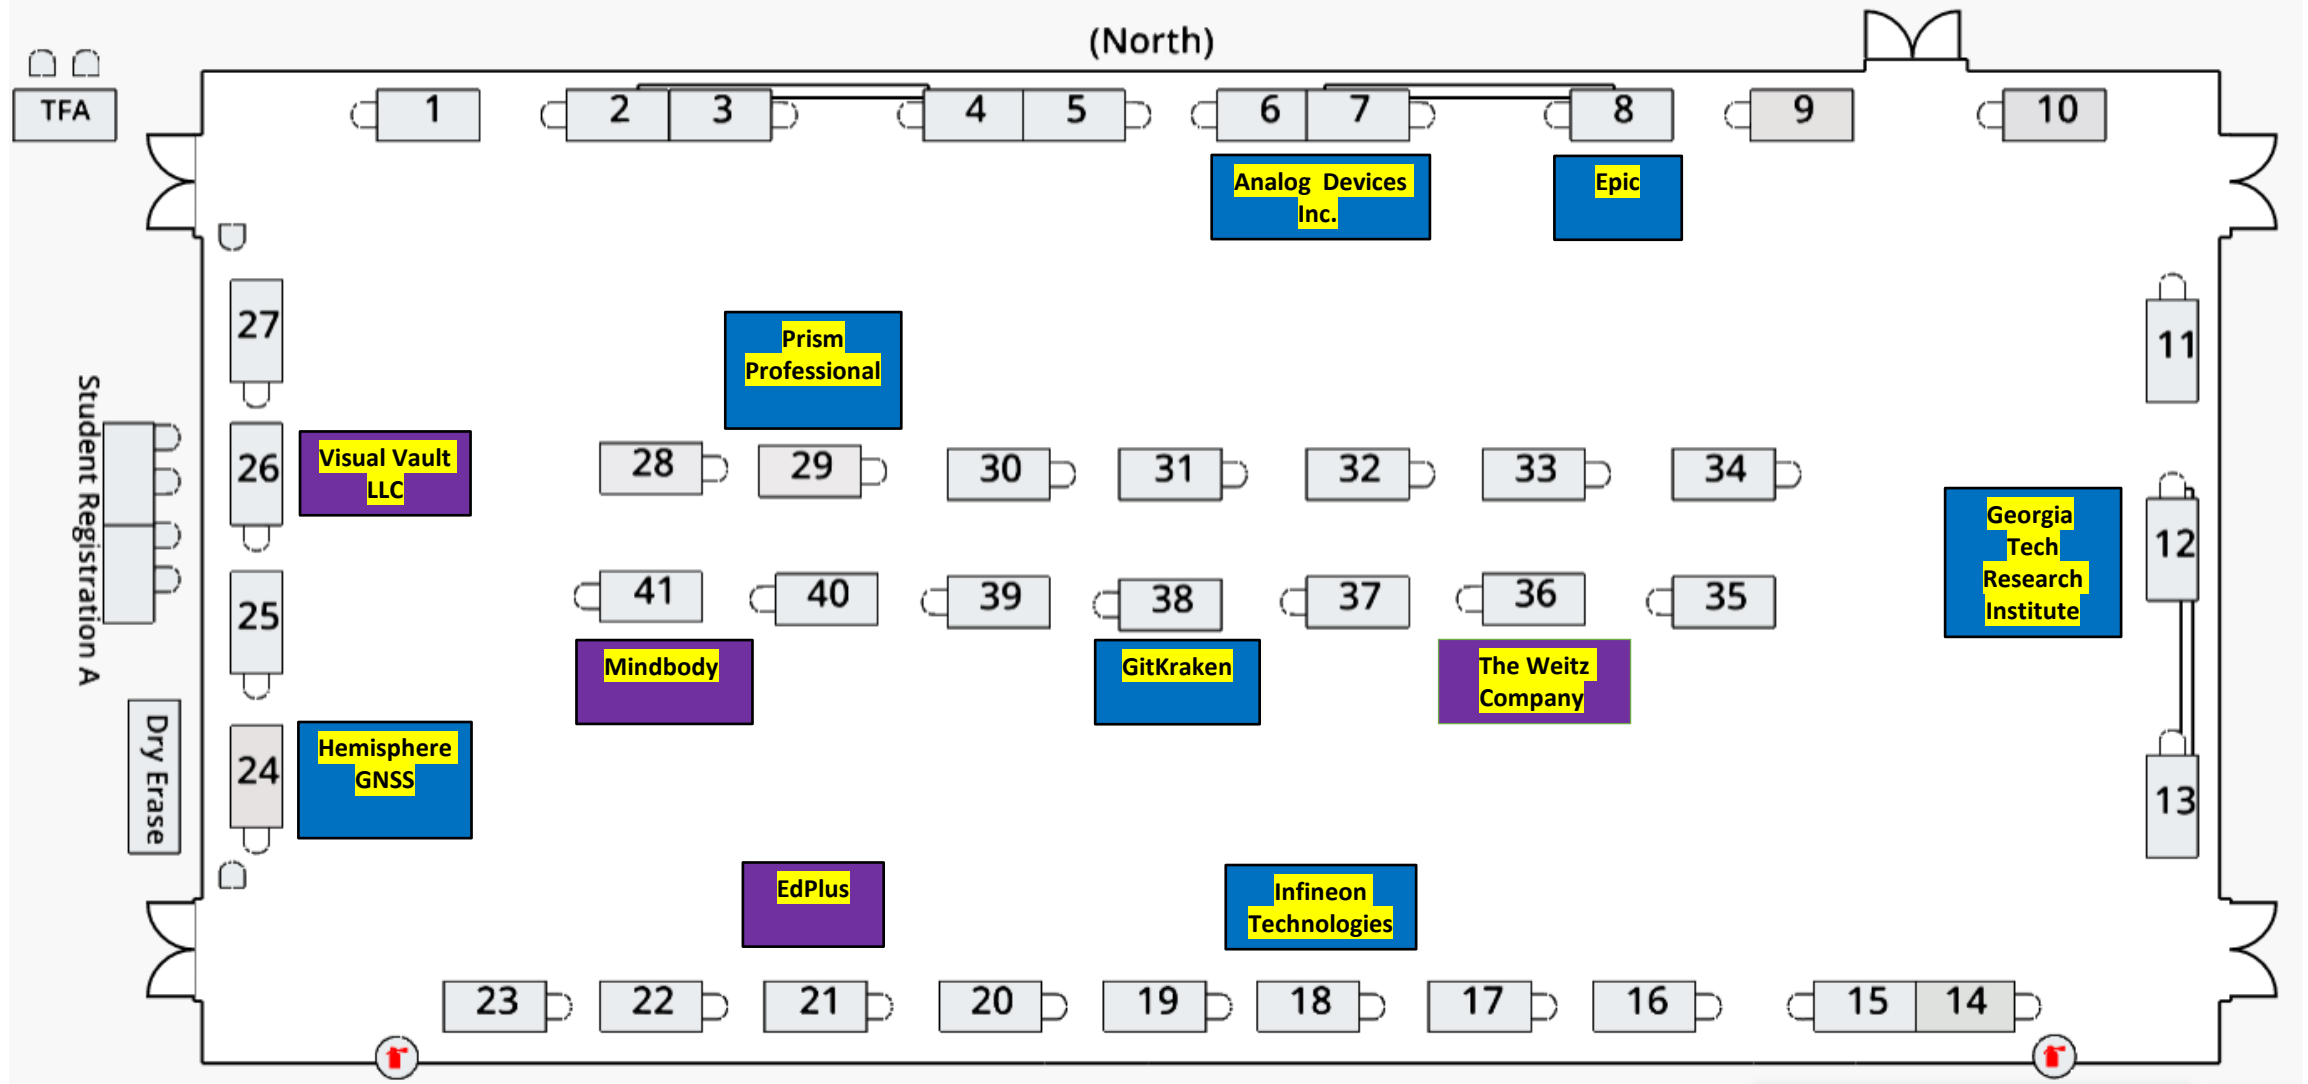 (North)
TFA
1
2
3
4
5
6
7
8
9
10
Analog Devices
Inc.
Epic
27
Prism
Professional
11
Student Registration A
26
Visual Vault
LLC
28
29
30
31
32
33
34
Georgia
Tech
Research
Institute
12
25
41
40
39
38
37
36
35
Mindbody
GitKraken
The Weitz
Company
Dry Erase
24
Hemisphere
GNSS
13
EdPlus
Infineon
Technologies
23
22
21
20
19
18
17
16
15
14